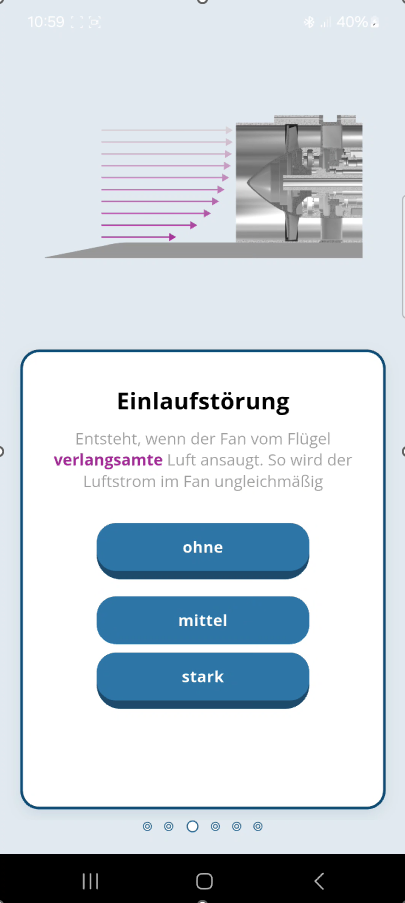 10:59
40%
Einlaufstörung
Entsteht, wenn der Fan vom Flügel
verlangsamte Luft ansaugt. So wird der
Luftstrom im Fan ungleichmäßig
ohne
mittel
stark